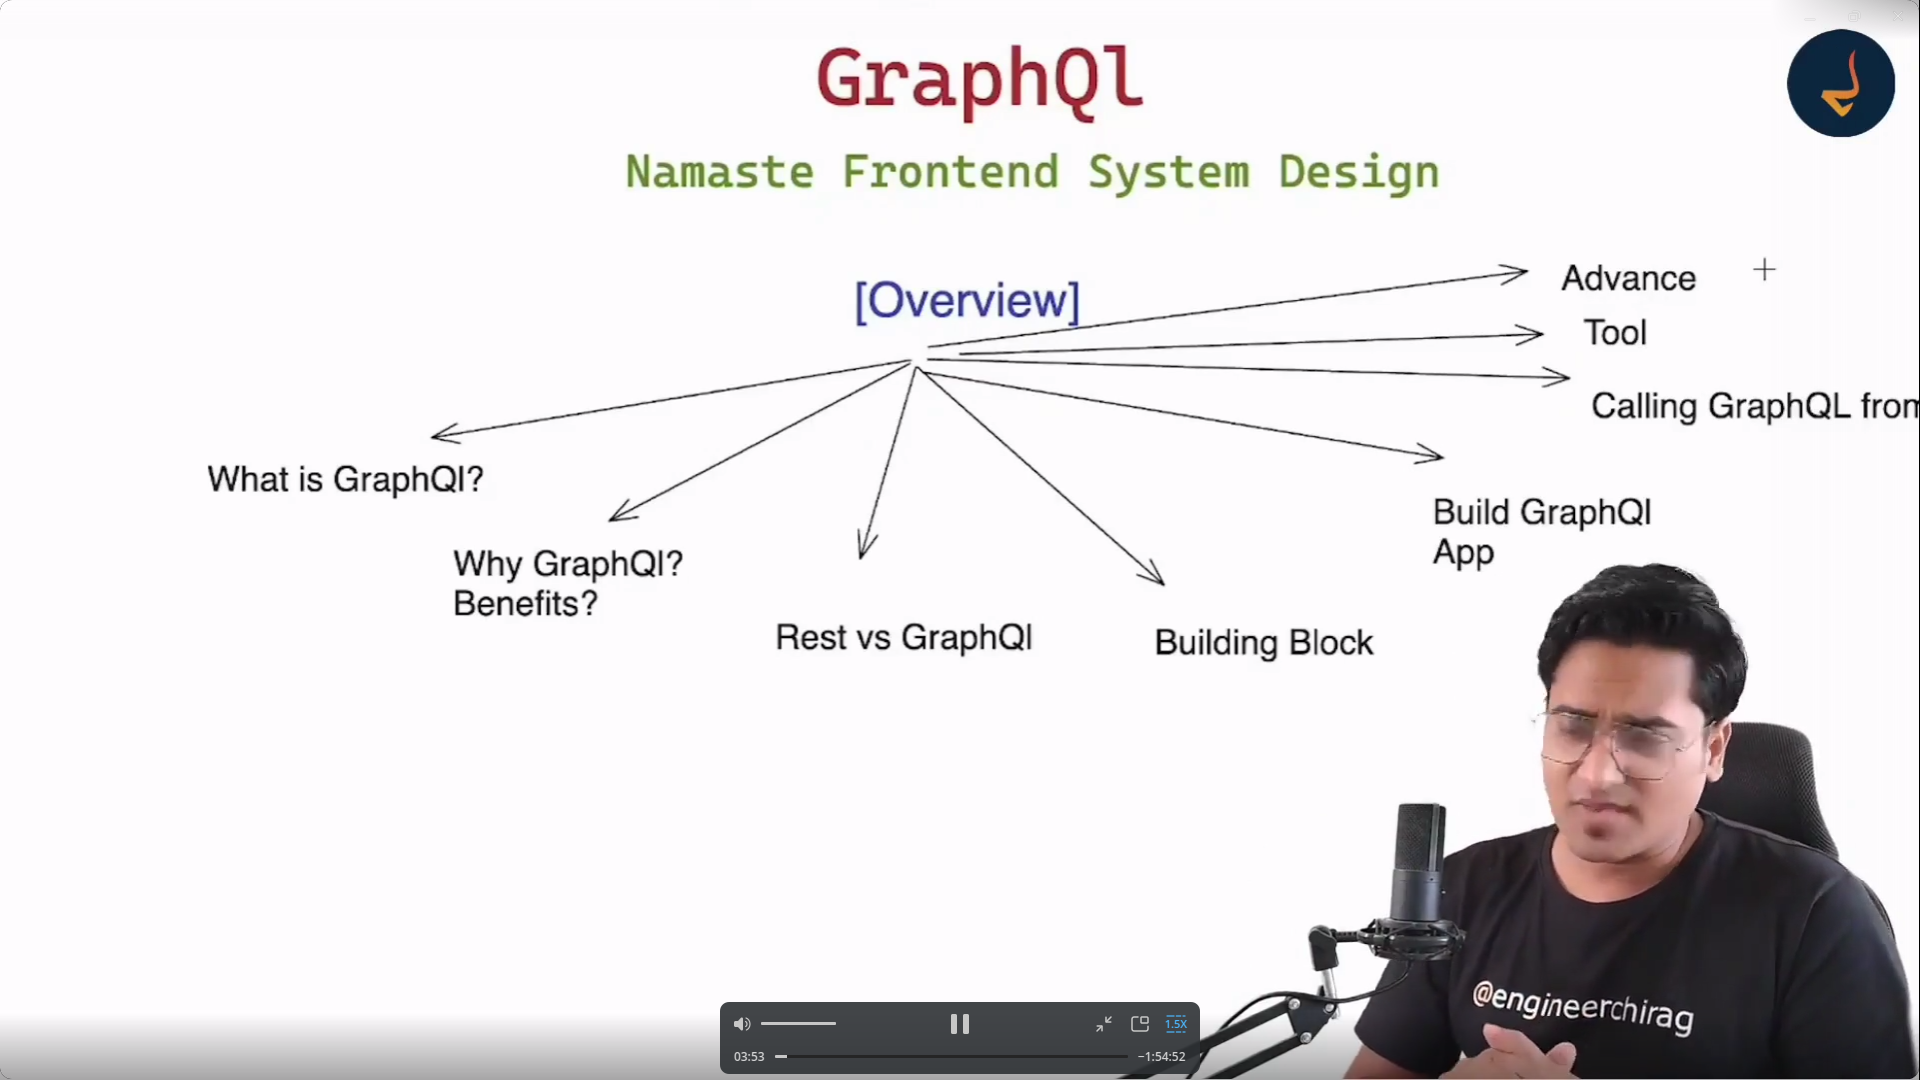 GraphQl
Namaste Frontend System Design
[Overview]
Advance
Tool
Calling GraphQL from
What is GraphQl?
Why GraphQl?
Benefits?
Rest vs GraphQl
Building Block
Build GraphQl
App
@engineerchirag
1.5X
03:53
−1:54:52